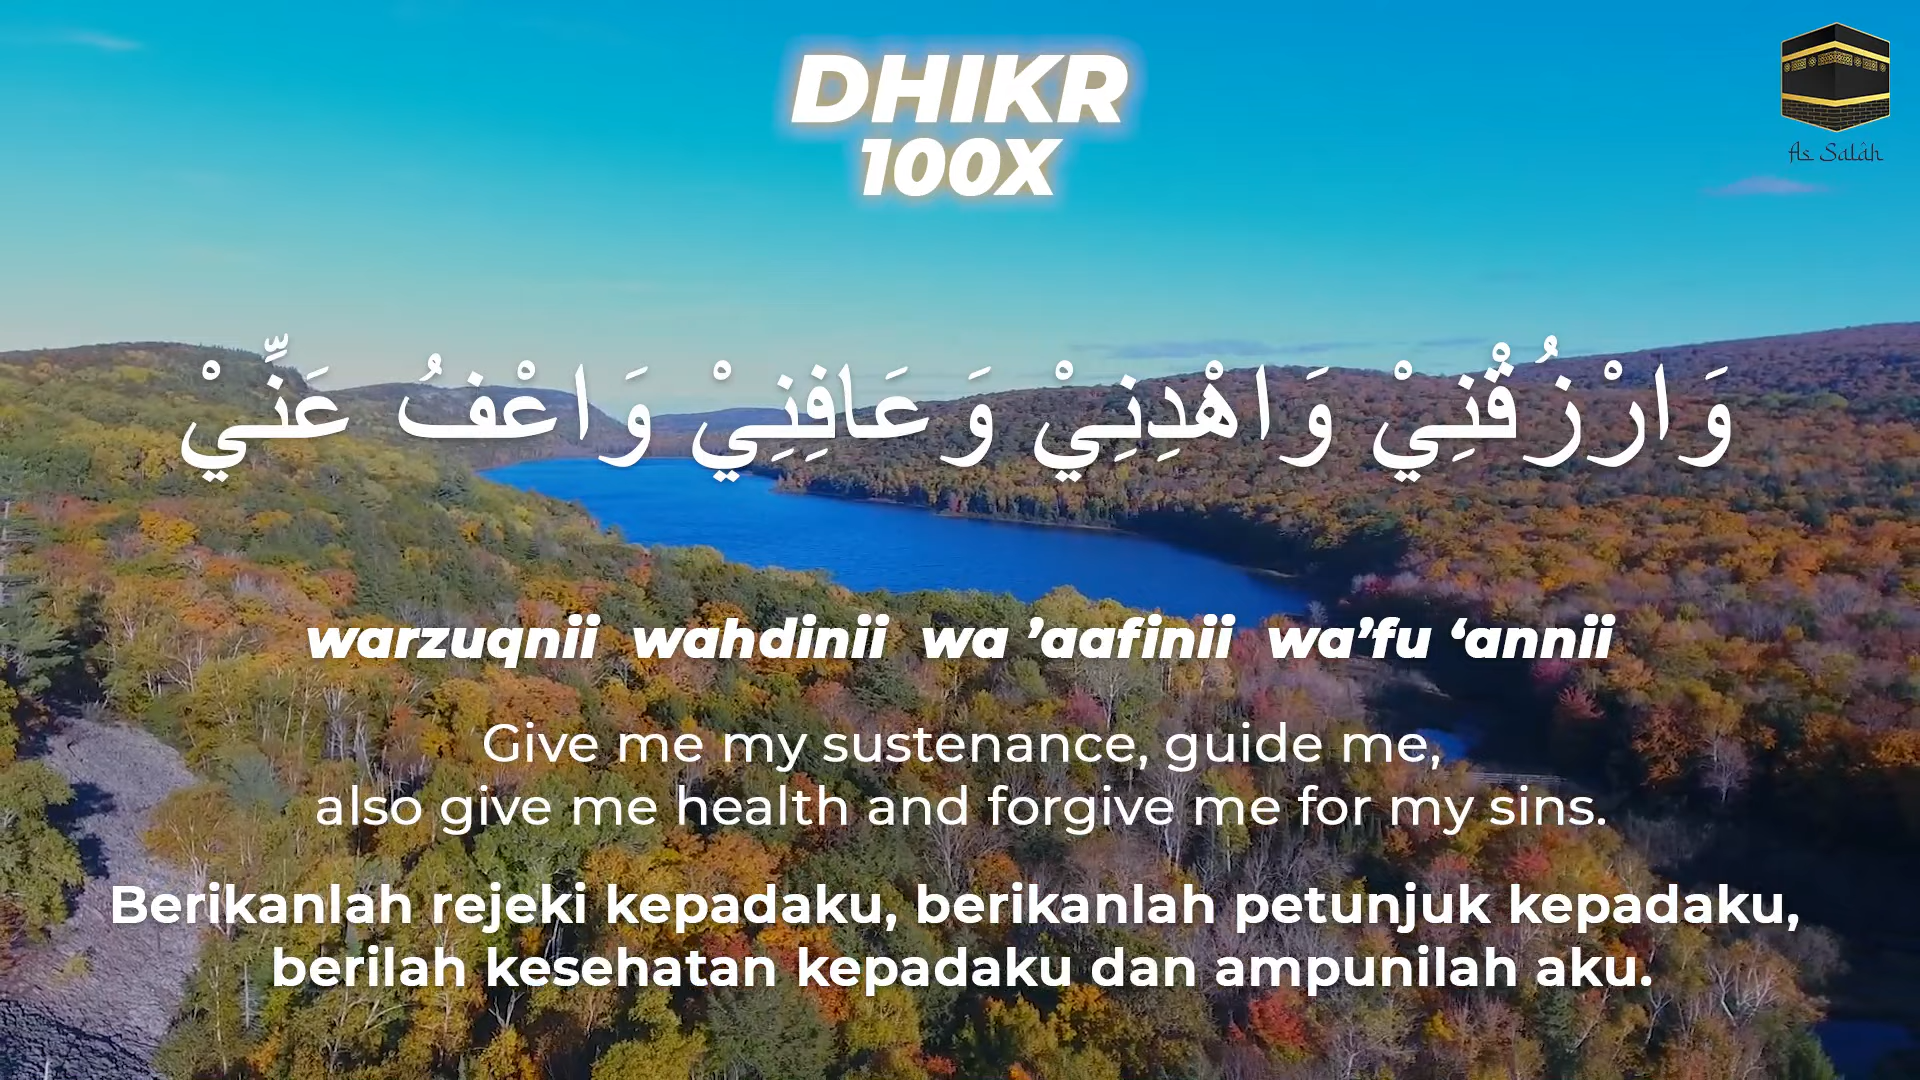 DHIKR
100X
As Salâh
وَارْزُقْنِيْ وَاهْدِنِيْ وَعَافِنِيْ وَاعْفُ عَنِّيْ
warzuqnii wahdinii wa ’aafinii wa’fu ‘annii
Give me my sustenance, guide me,
also give me health and forgive me for my sins.
Berikanlah rejeki kepadaku, berikanlah petunjuk kepadaku,
berilah kesehatan kepadaku dan ampunilah aku.